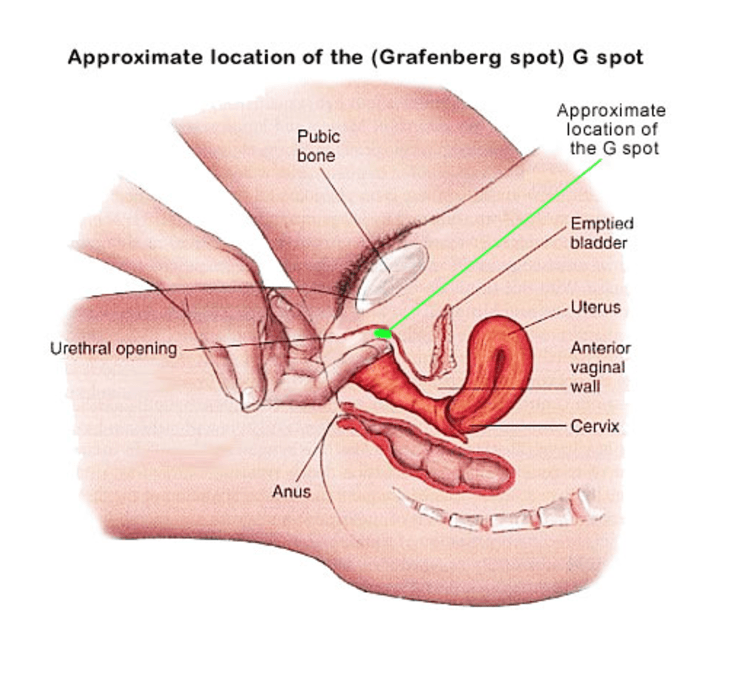 Approximate location of the (Grafenberg spot) G spot
Approximate
location of
the G spot
Pubic
bone
Emptied
bladder
Uterus
Urethral opening
Anterior
vaginal
wall
Cervix
Anus